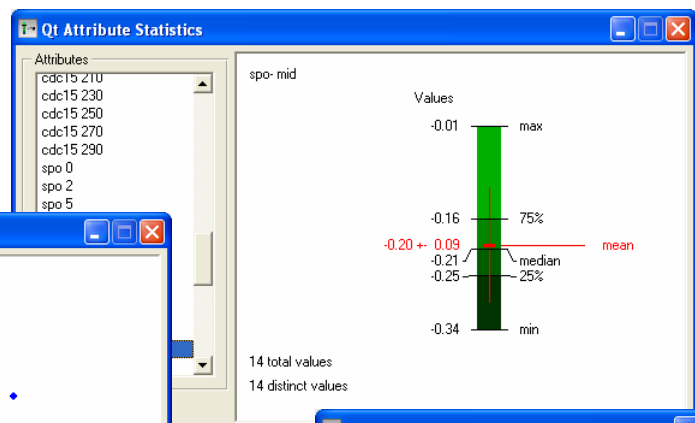 Qt Attribute Statistics
Attributes
cdc15 210
cdc15 230
cdc15 250
cdc15 270
cdc15 290
spo 0
spo 2
spo 5
spo- mid
Values
-0.01 max
-0.16 75%
-0.20 +- 0.09 mean
-0.21 median
-0.25 25%
-0.34 min
14 total values
14 distinct values